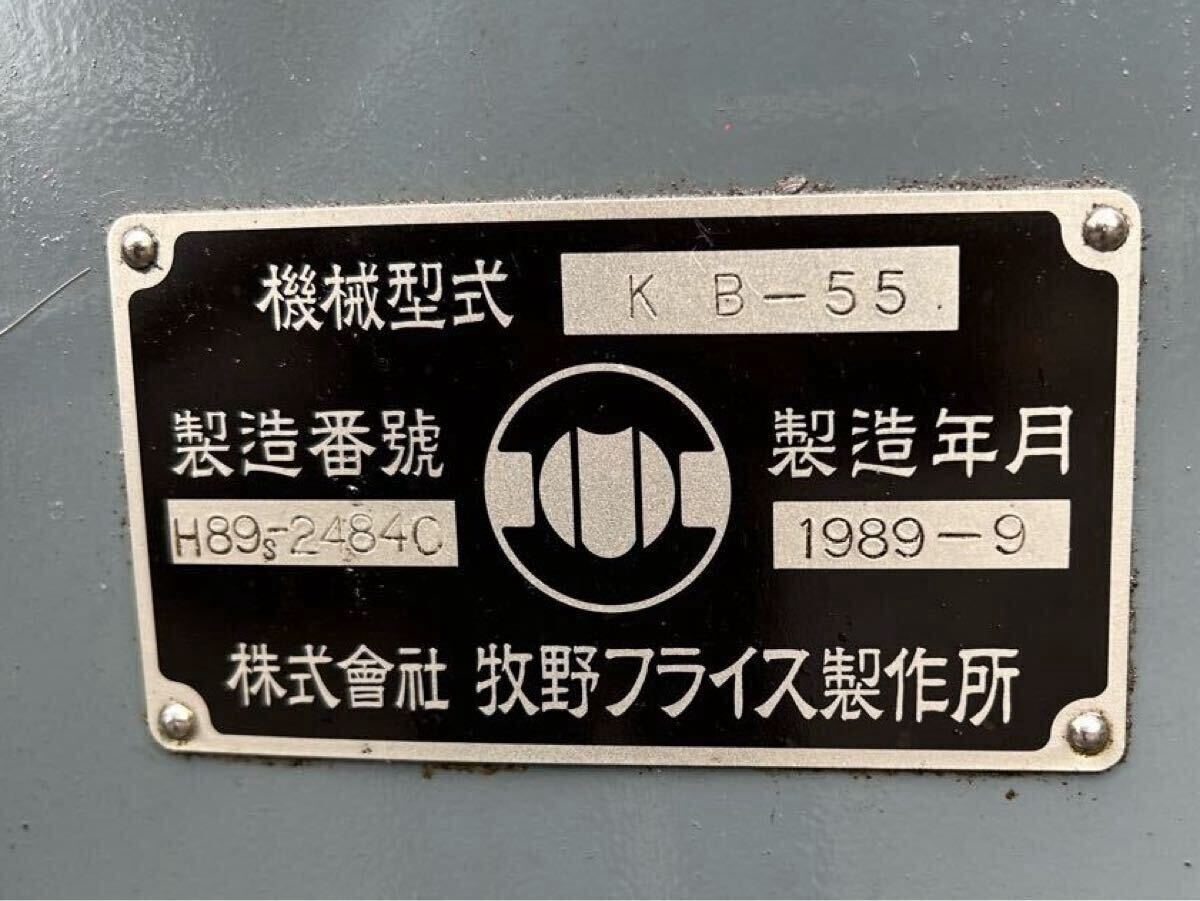 機械型式 KB-55
製造番號 製造年月
H89s-2484C 1989-9
株式會社 牧野フライス製作所